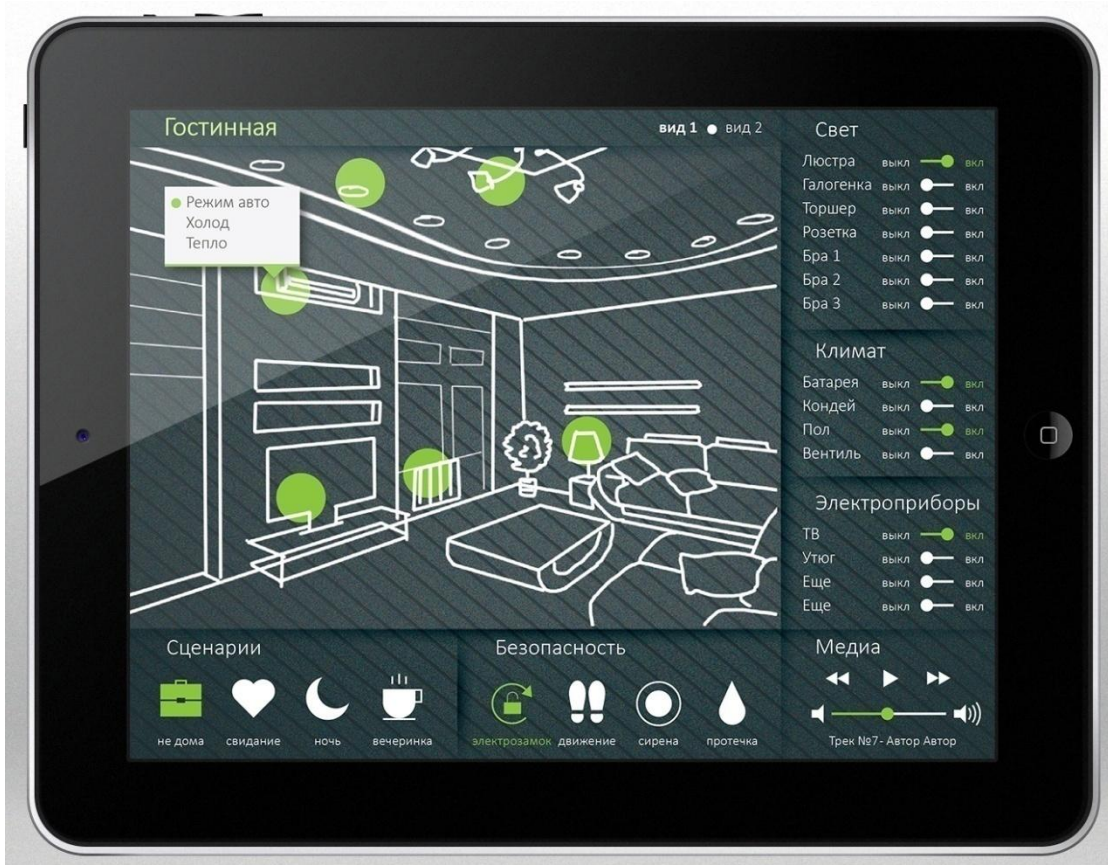 Гостинная
вид 1 вид 2
Режим авто
Холод
Тепло
Свет
Люстра выкл вкл
Галогенка выкл вкл
Торшер выкл вкл
Розетка выкл вкл
Бра 1 выкл вкл
Бра 2 выкл вкл
Бра 3 выкл вкл
Климат
Батарея выкл вкл
Кондей выкл вкл
Пол выкл вкл
Вентиль выкл вкл
Электроприборы
ТВ выкл вкл
Утюг выкл вкл
Еще выкл вкл
Еще выкл вкл
Сценарии
не дома свидание ночь вечеринка
Безопасность
электрозамок движение сирена протечка
Медиа
Трек №7- Автор Автор